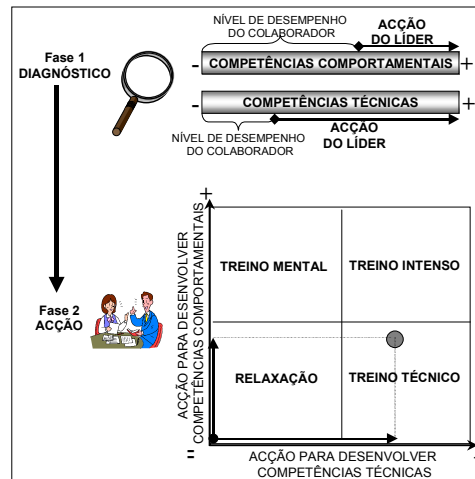 Fase 1
DIAGNÓSTICO
NÍVEL DE DESEMPENHO
DO COLABORADOR
ACÇÃO
DO LÍDER
- COMPETÊNCIAS COMPORTAMENTAIS +
- COMPETÊNCIAS TÉCNICAS +
NÍVEL DE DESEMPENHO
DO COLABORADOR
ACÇÃO
DO LÍDER
Fase 2
ACÇÃO
ACÇÃO PARA DESENVOLVER
COMPETÊNCIAS COMPORTAMENTAIS
+
TREINO MENTAL
TREINO INTENSO
RELAXAÇÃO
TREINO TÉCNICO
ACÇÃO PARA DESENVOLVER
COMPETÊNCIAS TÉCNICAS